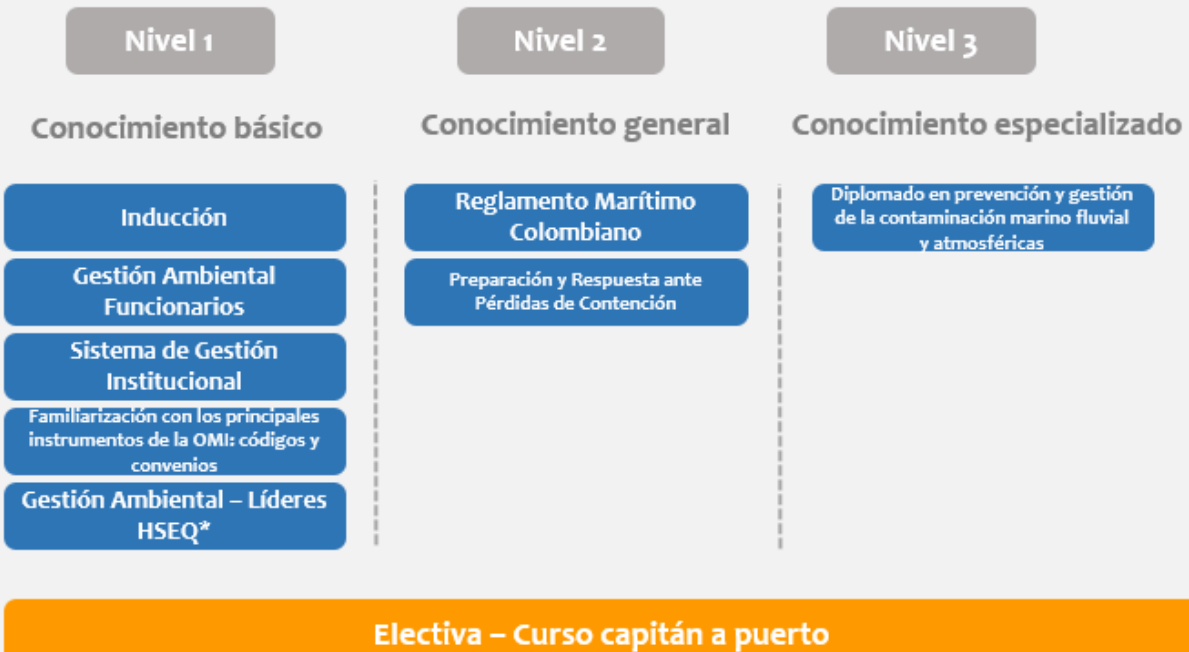 Nivel 1
Nivel 2
Nivel 3
Conocimiento básico
Conocimiento general
Conocimiento especializado
Inducción
Gestión Ambiental
Funcionarios
Sistema de Gestión
Institucional
Familiarización con los principales
instrumentos de la OMI: códigos y
convenios
Gestión Ambiental – Líderes
HSEQ*
Reglamento Marítimo
Colombiano
Preparación y Respuesta ante
Pérdidas de Contención
Diplomado en prevención y gestión
de la contaminación marino fluvial
y atmosféricas
Electiva – Curso capitán a puerto